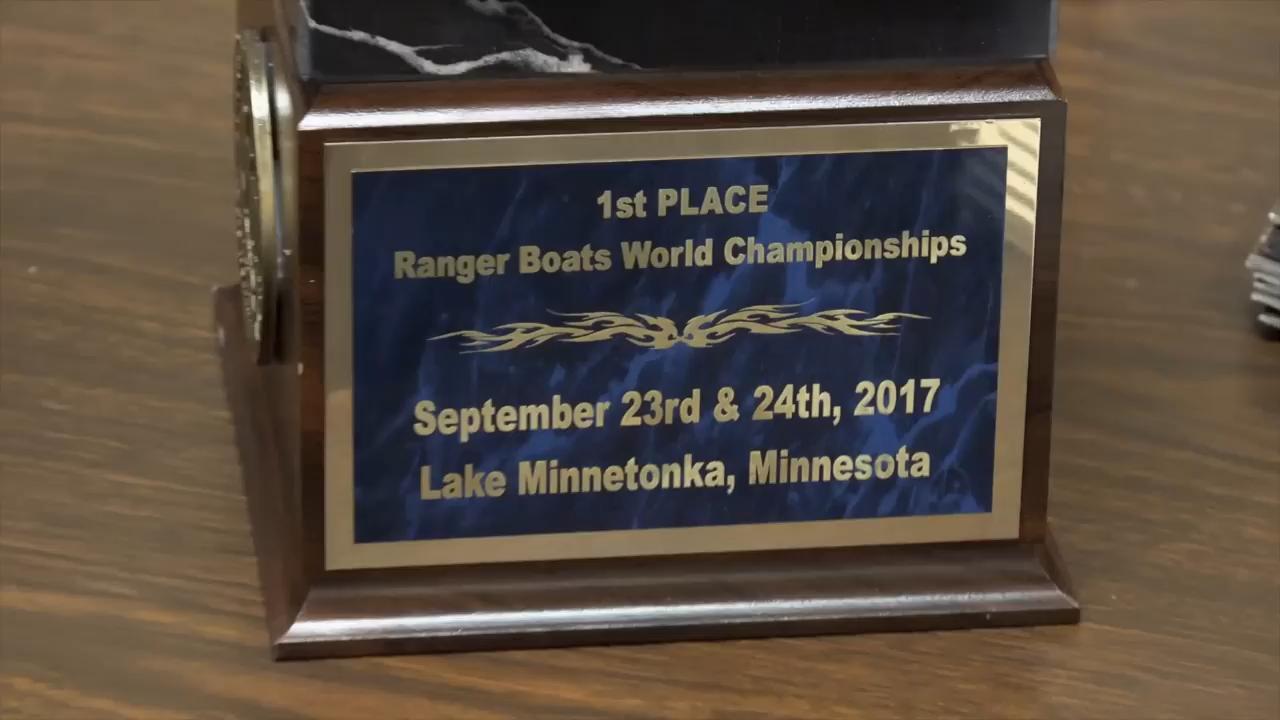 1st PLACE
Ranger Boats World Championships
September 23rd & 24th, 2017
Lake Minnetonka, Minnesota